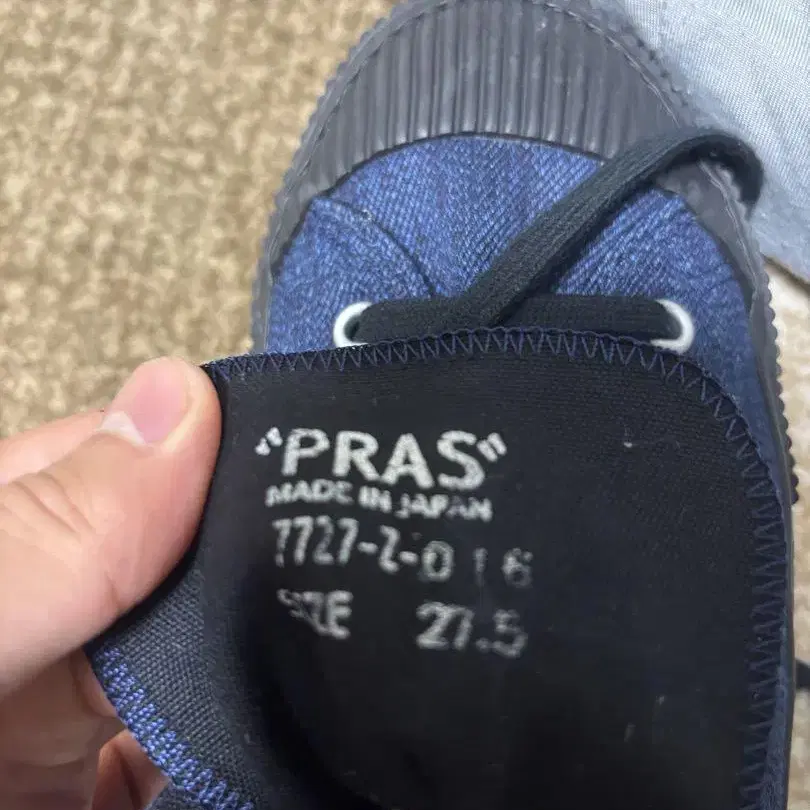 "PRAS"
MADE IN JAPAN
7727-2-016
SIZE 27.5